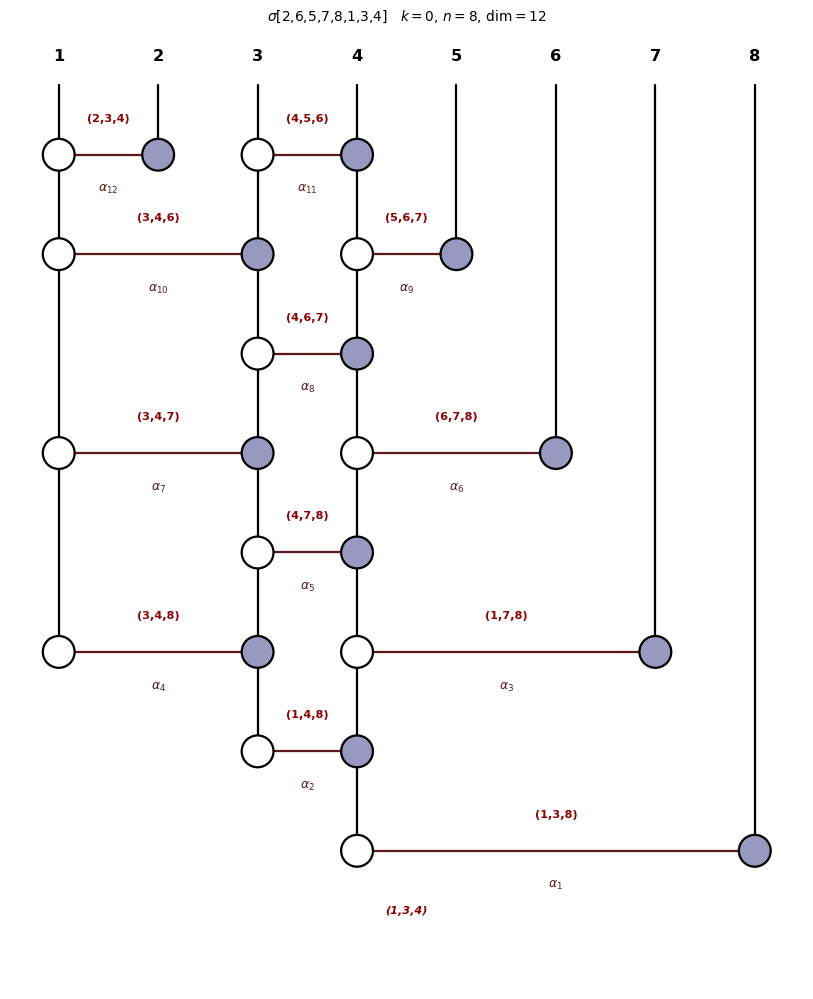 σ[2,6,5,7,8,1,3,4] k=0, n=8, dim=12
1 2 3 4 5 6 7 8
(2,3,4) (4,5,6)
α₁₂ α₁₁
(3,4,6) (5,6,7)
α₁₀ α₉
(4,6,7)
α₈
(3,4,7) (6,7,8)
α₇ α₆
(4,7,8)
α₅
(3,4,8) (1,7,8)
α₄ α₃
(1,4,8)
α₂
(1,3,8)
α₁
(1,3,4)